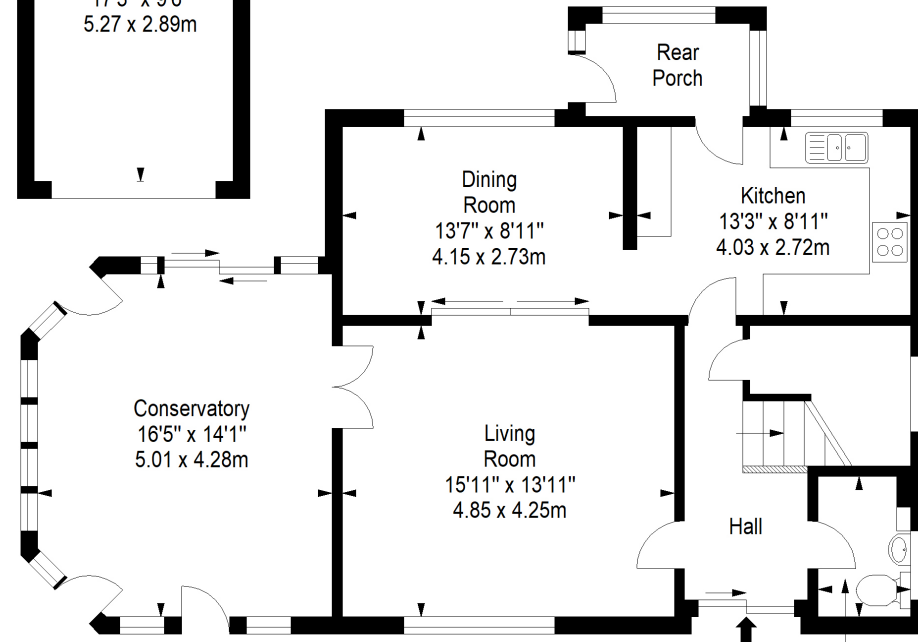 5.27 x 2.89m
Rear
Porch
Dining
Room
13'7" x 8'11"
4.15 x 2.73m
Kitchen
13'3" x 8'11"
4.03 x 2.72m
Conservatory
16'5" x 14'1"
5.01 x 4.28m
Living
Room
15'11" x 13'11"
4.85 x 4.25m
Hall